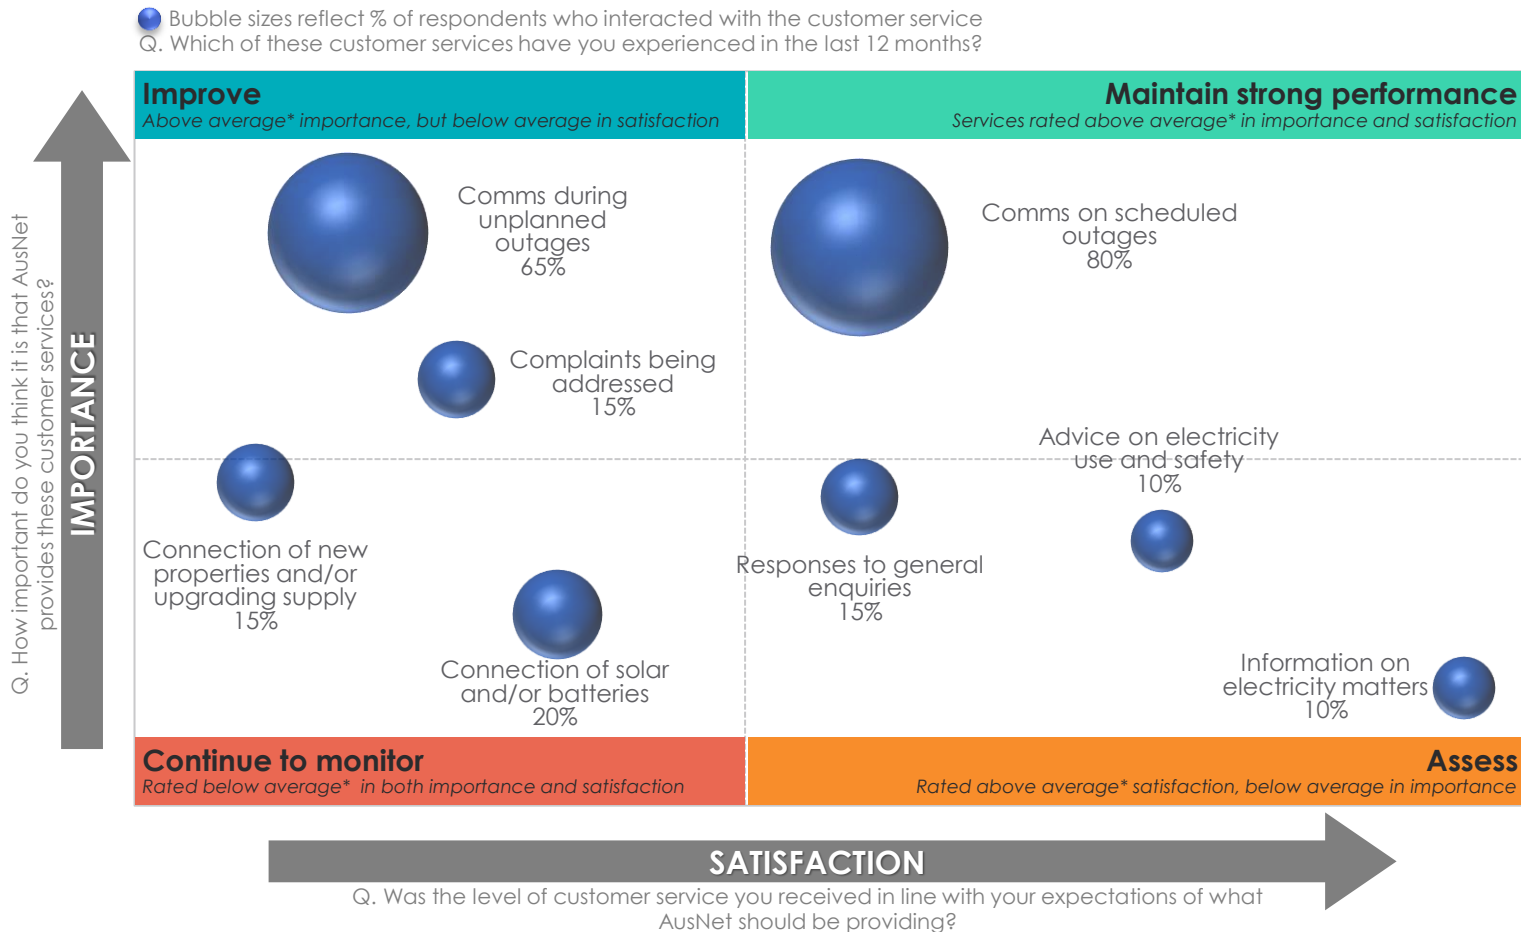 Bubble sizes reflect % of respondents who interacted with the customer service
Q. Which of these customer services have you experienced in the last 12 months?
Improve
Above average* importance, but below average in satisfaction
Maintain strong performance
Services rated above average* in importance and satisfaction
Q. How important do you think it is that AusNet
provides these customer services?
IMPORTANCE
Comms during
unplanned
outages
65%
Comms on scheduled
outages
80%
Complaints being
addressed
15%
Advice on electricity
use and safety
10%
Connection of new
properties and/or
upgrading supply
15%
Responses to general
enquiries
15%
Connection of solar
and/or batteries
20%
Information on
electricity matters
10%
Continue to monitor
Rated below average* in both importance and satisfaction
Assess
Rated above average* satisfaction, below average in importance
SATISFACTION
Q. Was the level of customer service you received in line with your expectations of what
AusNet should be providing?